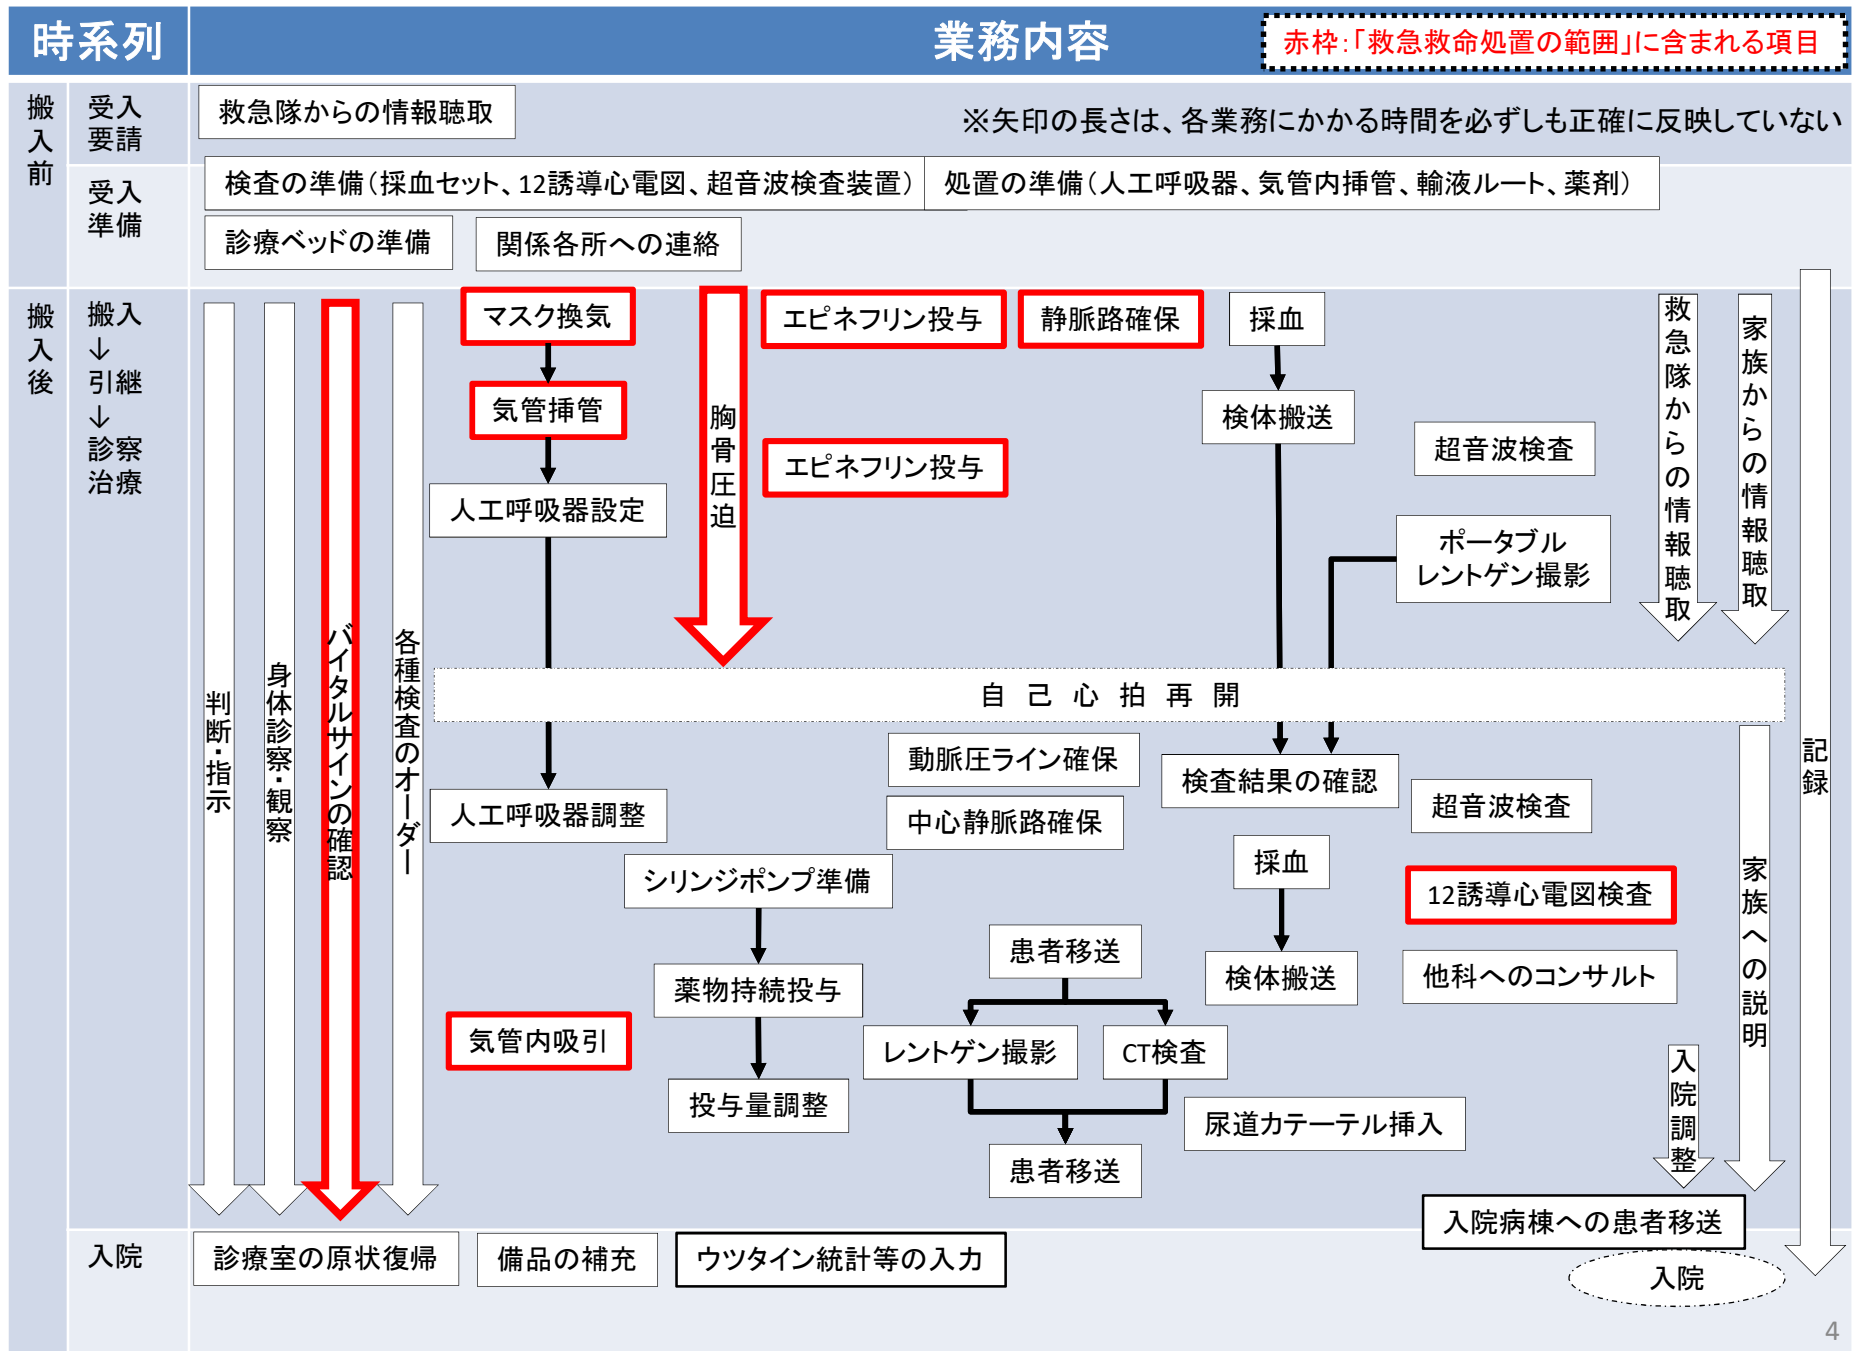 時系列
業務内容
赤枠：「救急救命処置の範囲」に含まれる項目
搬入前
受入
要請
救急隊からの情報聴取
※矢印の長さは、各業務にかかる時間を必ずしも正確に反映していない
受入
準備
検査の準備（採血セット、12誘導心電図、超音波検査装置）
処置の準備（人工呼吸器、気管内挿管、輸液ルート、薬剤）
診療ベッドの準備
関係各所への連絡
搬入後
搬入
↓
引継
↓
診察
治療
判断・指示
身体診察・観察
バイタルサインの確認
各種検査のオーダー
マスク換気
気管挿管
人工呼吸器設定
胸骨圧迫
エピネフリン投与
静脈路確保
エピネフリン投与
採血
検体搬送
超音波検査
ポータブル
レントゲン撮影
救急隊からの情報聴取
家族からの情報聴取
記録
自己心拍再開
人工呼吸器調整
動脈圧ライン確保
中心静脈路確保
検査結果の確認
超音波検査
シリンジポンプ準備
採血
12誘導心電図検査
家族への説明
薬物持続投与
患者移送
検体搬送
他科へのコンサルト
気管内吸引
レントゲン撮影
CT検査
投与量調整
尿道カテーテル挿入
入院調整
患者移送
入院病棟への患者移送
入院
診療室の原状復帰
備品の補充
ウツタイン統計等の入力
入院
4